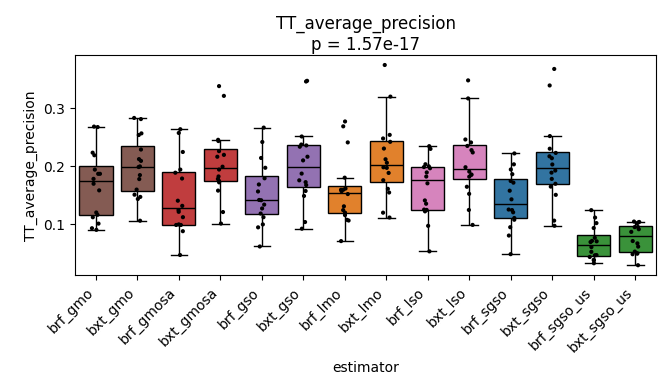 TT_average_precision
p = 1.57e-17
TT_average_precision
0.3
0.2
0.1
brf_gmo
bxt_gmo
brf_gmosa
bxt_gmosa
brf_gso
bxt_gso
brf_lmo
bxt_lmo
brf_lso
bxt_lso
brf_sgso
bxt_sgso
brf_sgso_us
bxt_sgso_us
estimator